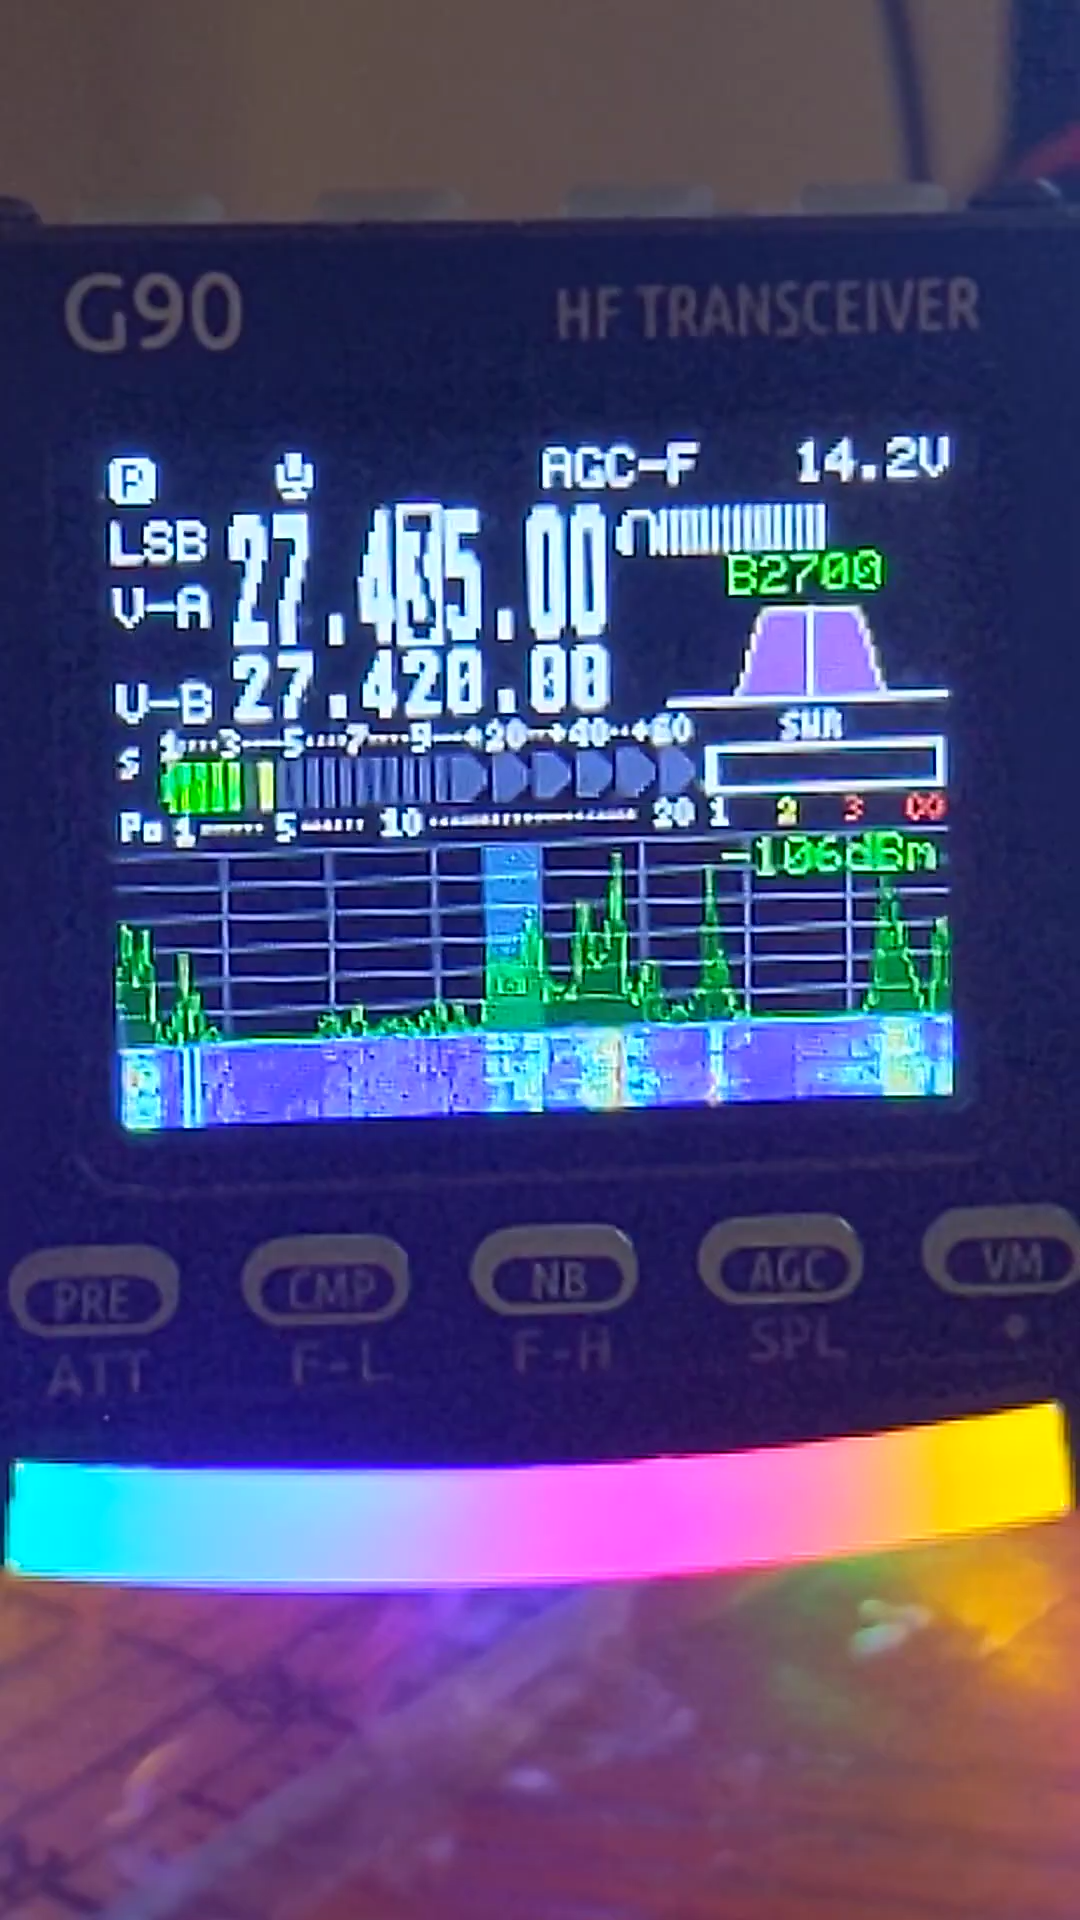 G90 HF TRANSCEIVER
P AGC-F 14.2V
LSB 27.405.00
B2700
V-A
V-B 27.420.00
SWR
S 1 3 5 7 9 +20 +40 +60
Po 1 5 10 20 1 2 3 ∞
-106dBm
PRE CMP NB AGC VM
ATT F-L F-H SPL